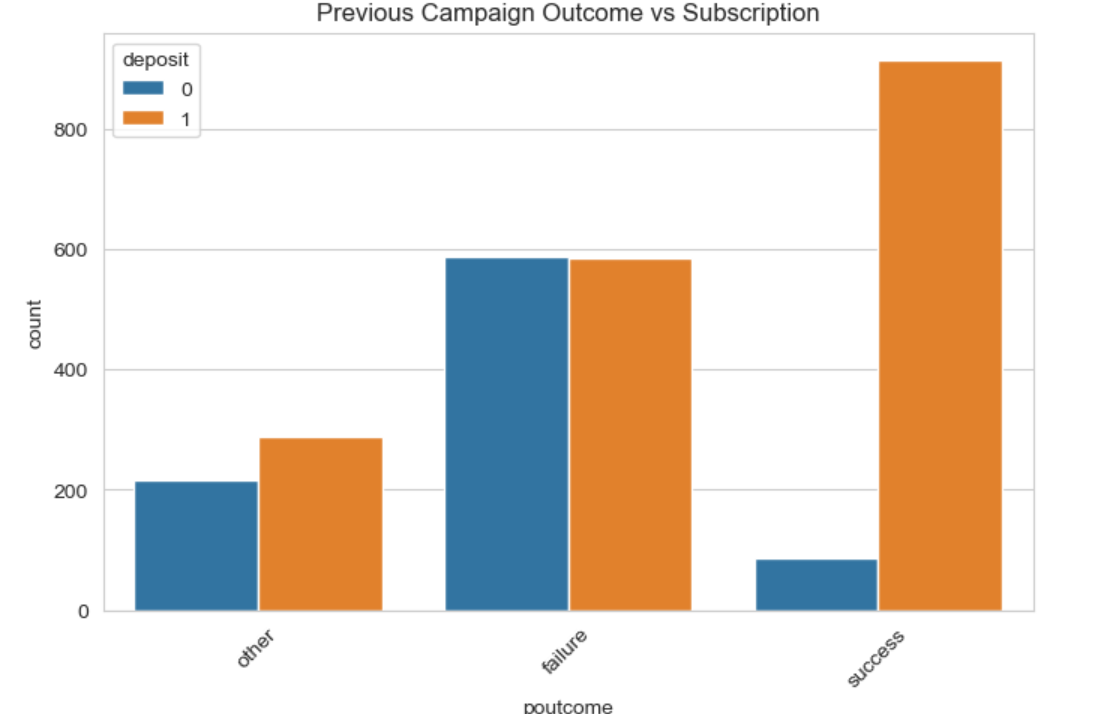 Previous Campaign Outcome vs Subscription
deposit
0
1
800
600
400
200
0
count
other
failure
success
poutcome